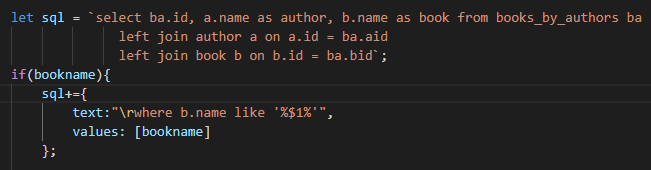 let sql = `select ba.id, a.name as author, b.name as book from books_by_authors ba
left join author a on a.id = ba.aid
left join book b on b.id = ba.bid`;
if(bookname){
sql+={
text:"\rwhere b.name like '%$1%'",
values: [bookname]
};